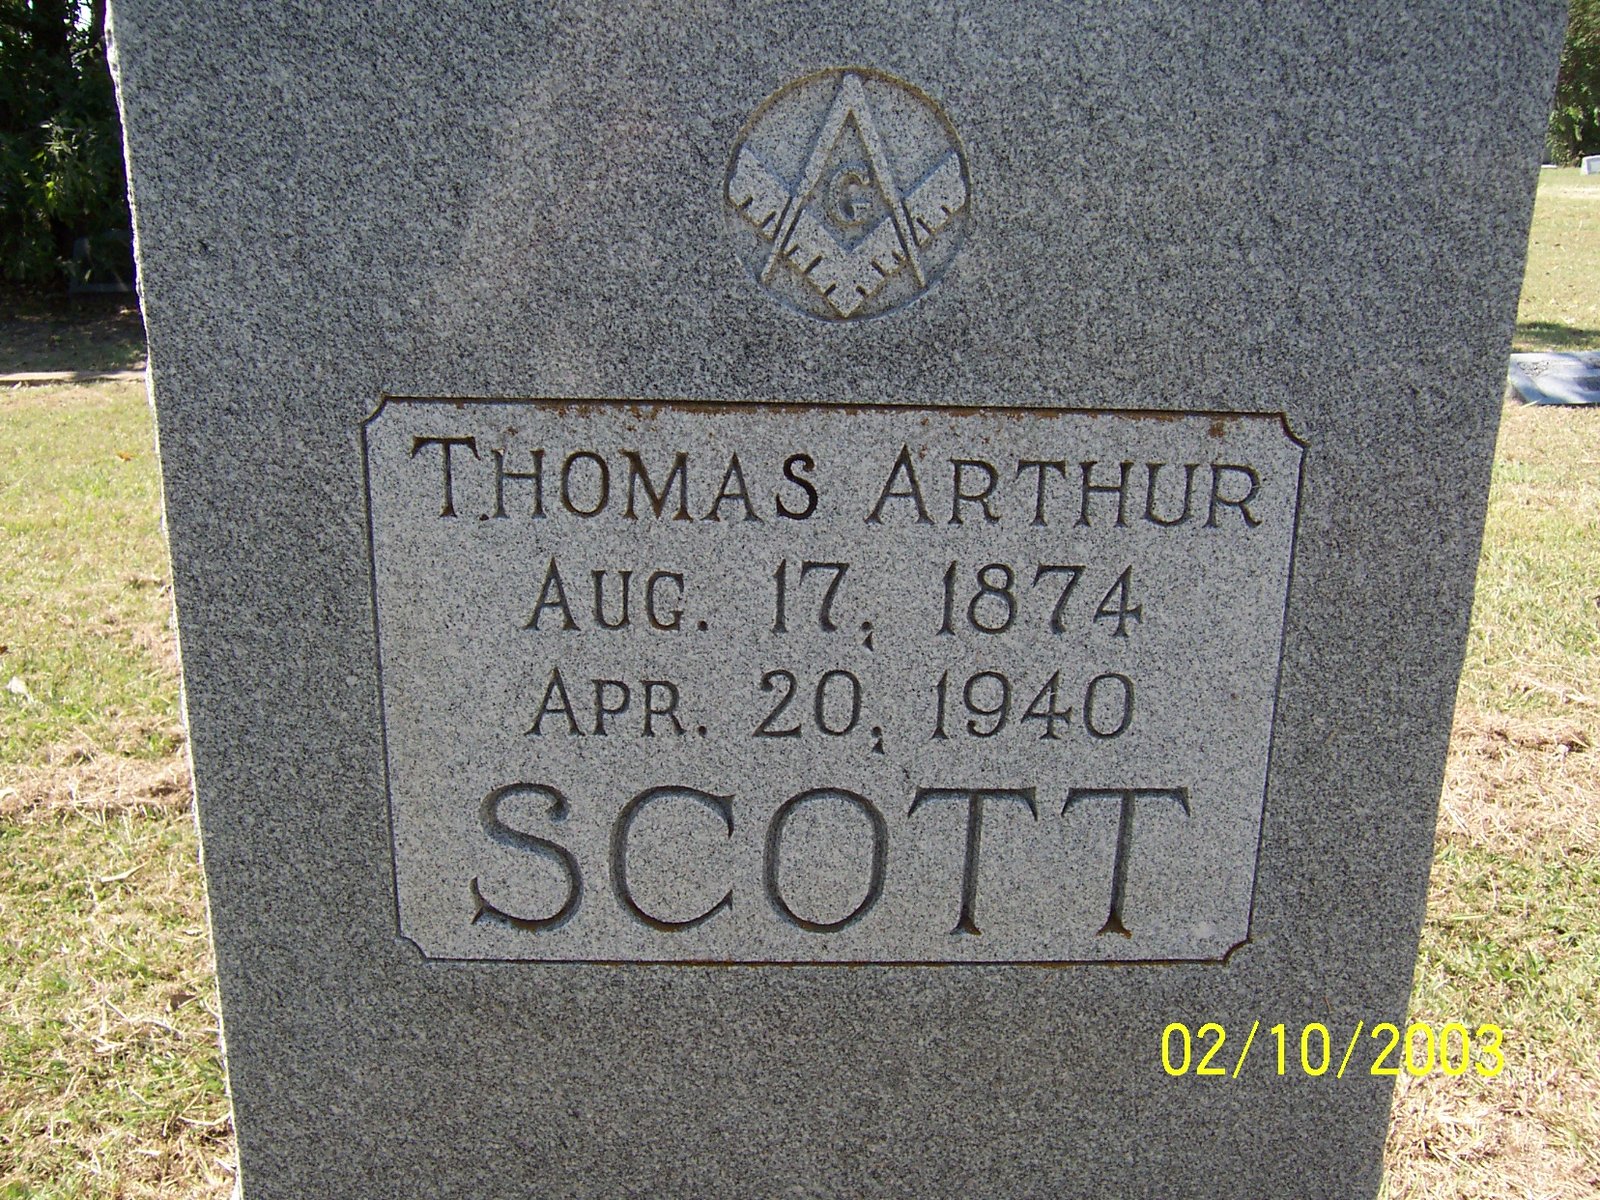 G
THOMAS ARTHUR
AUG. 17, 1874
APR. 20, 1940
SCOTT
02/10/2003